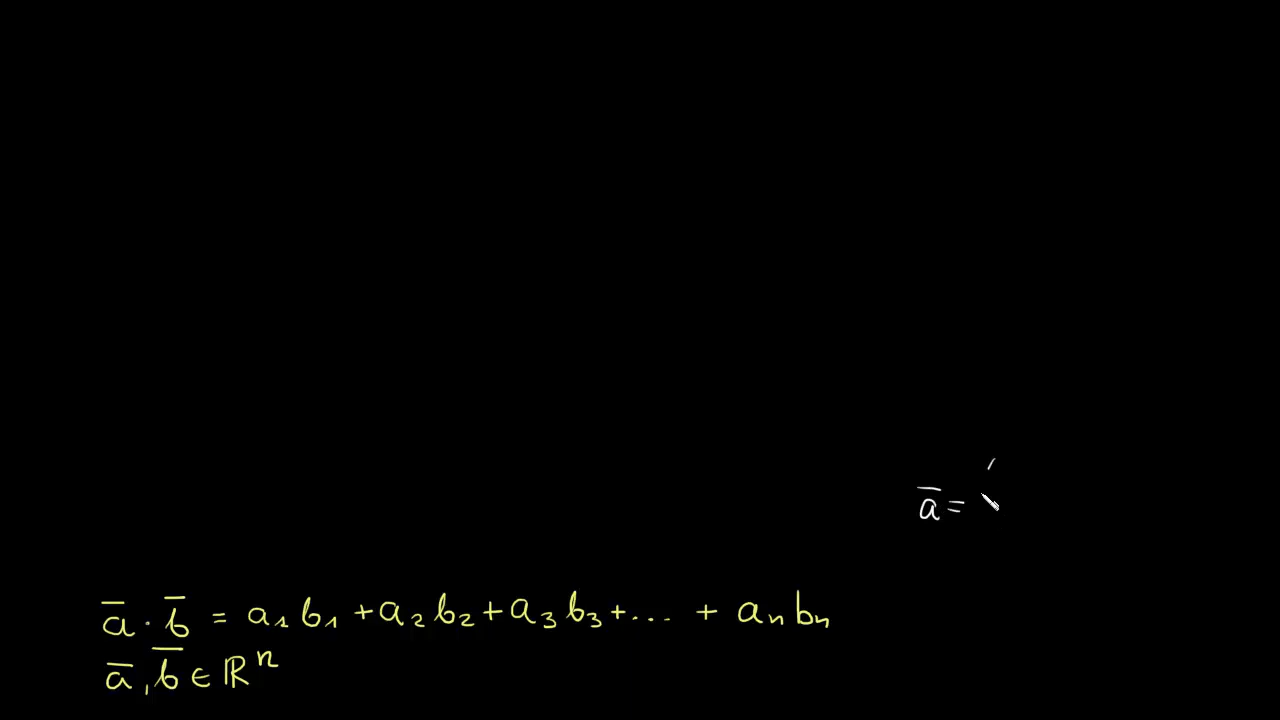 a̅ =
a̅ · b̅ = a₁b₁ + a₂b₂ + a₃b₃ + ... + aₙbₙ
a̅, b̅ ∈ ℝⁿ